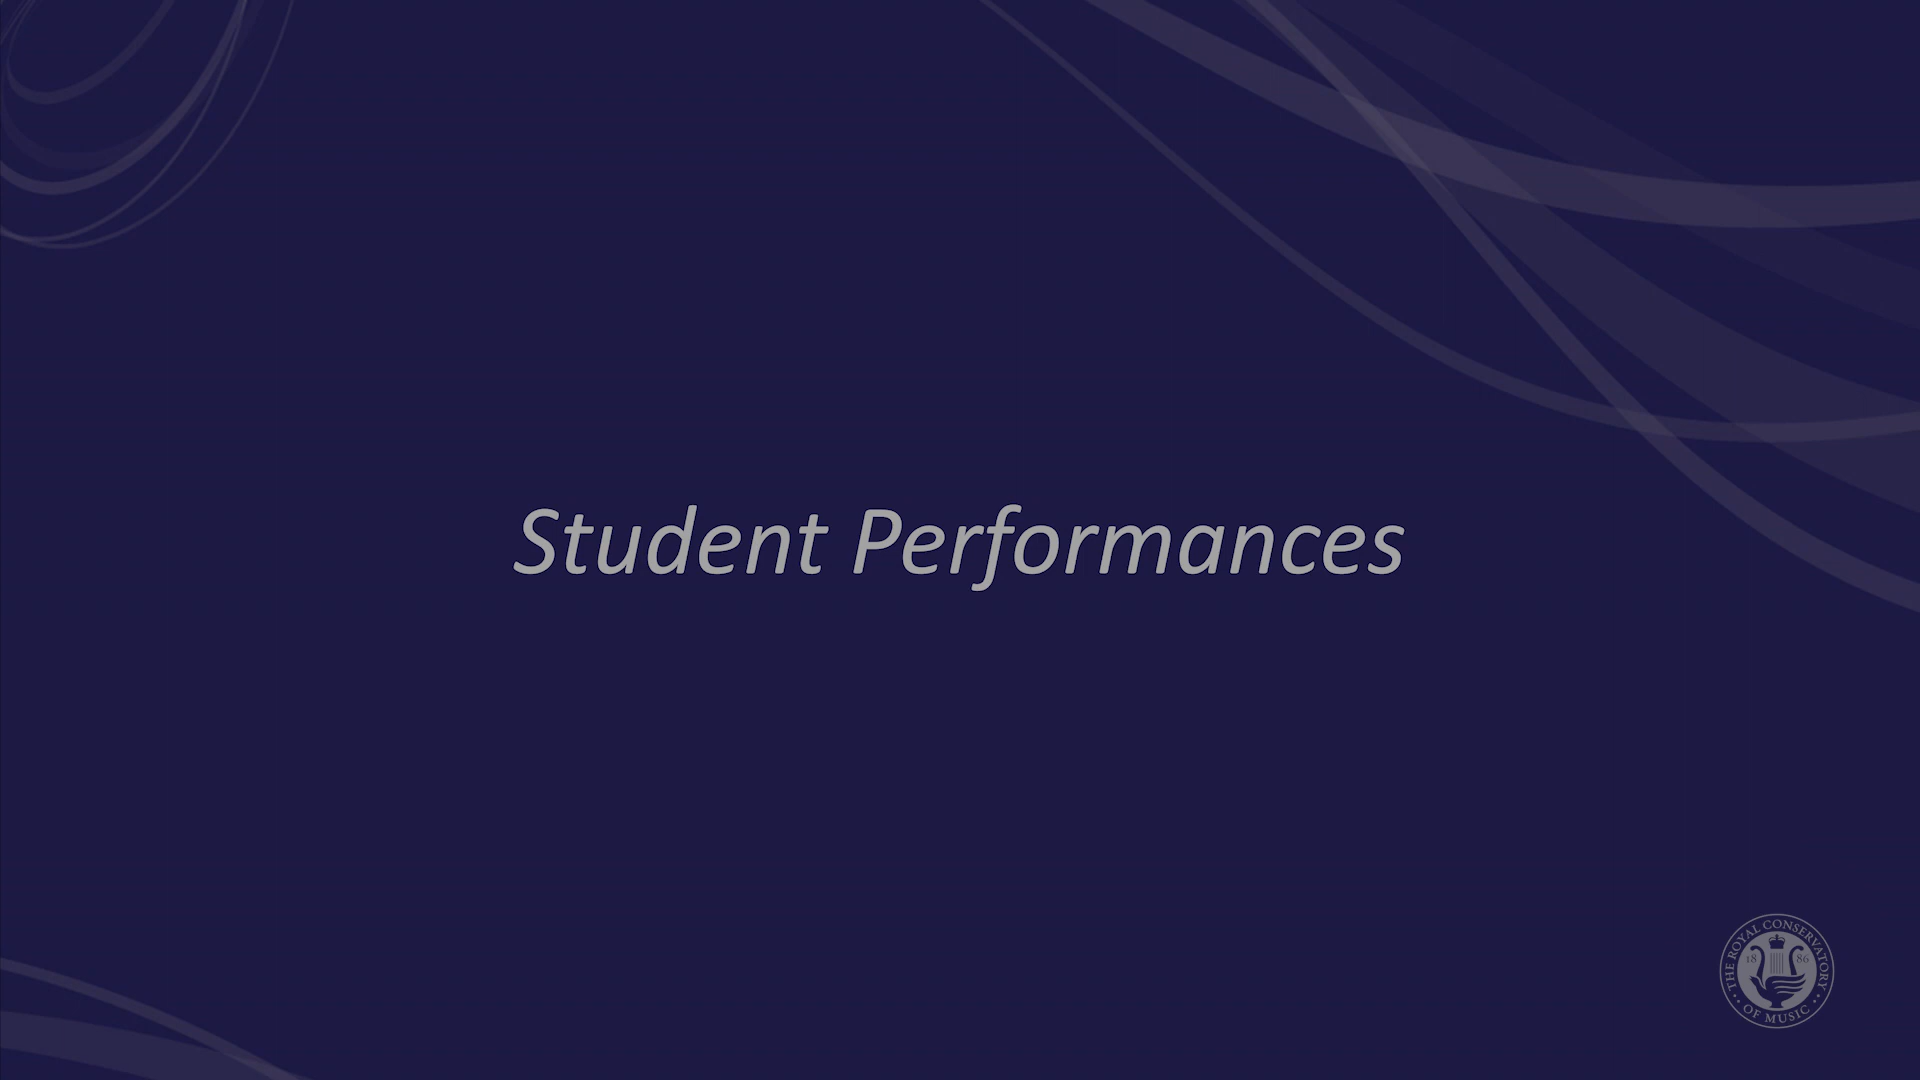 Student Performances
THE ROYAL CONSERVATORY
18 86
OF MUSIC